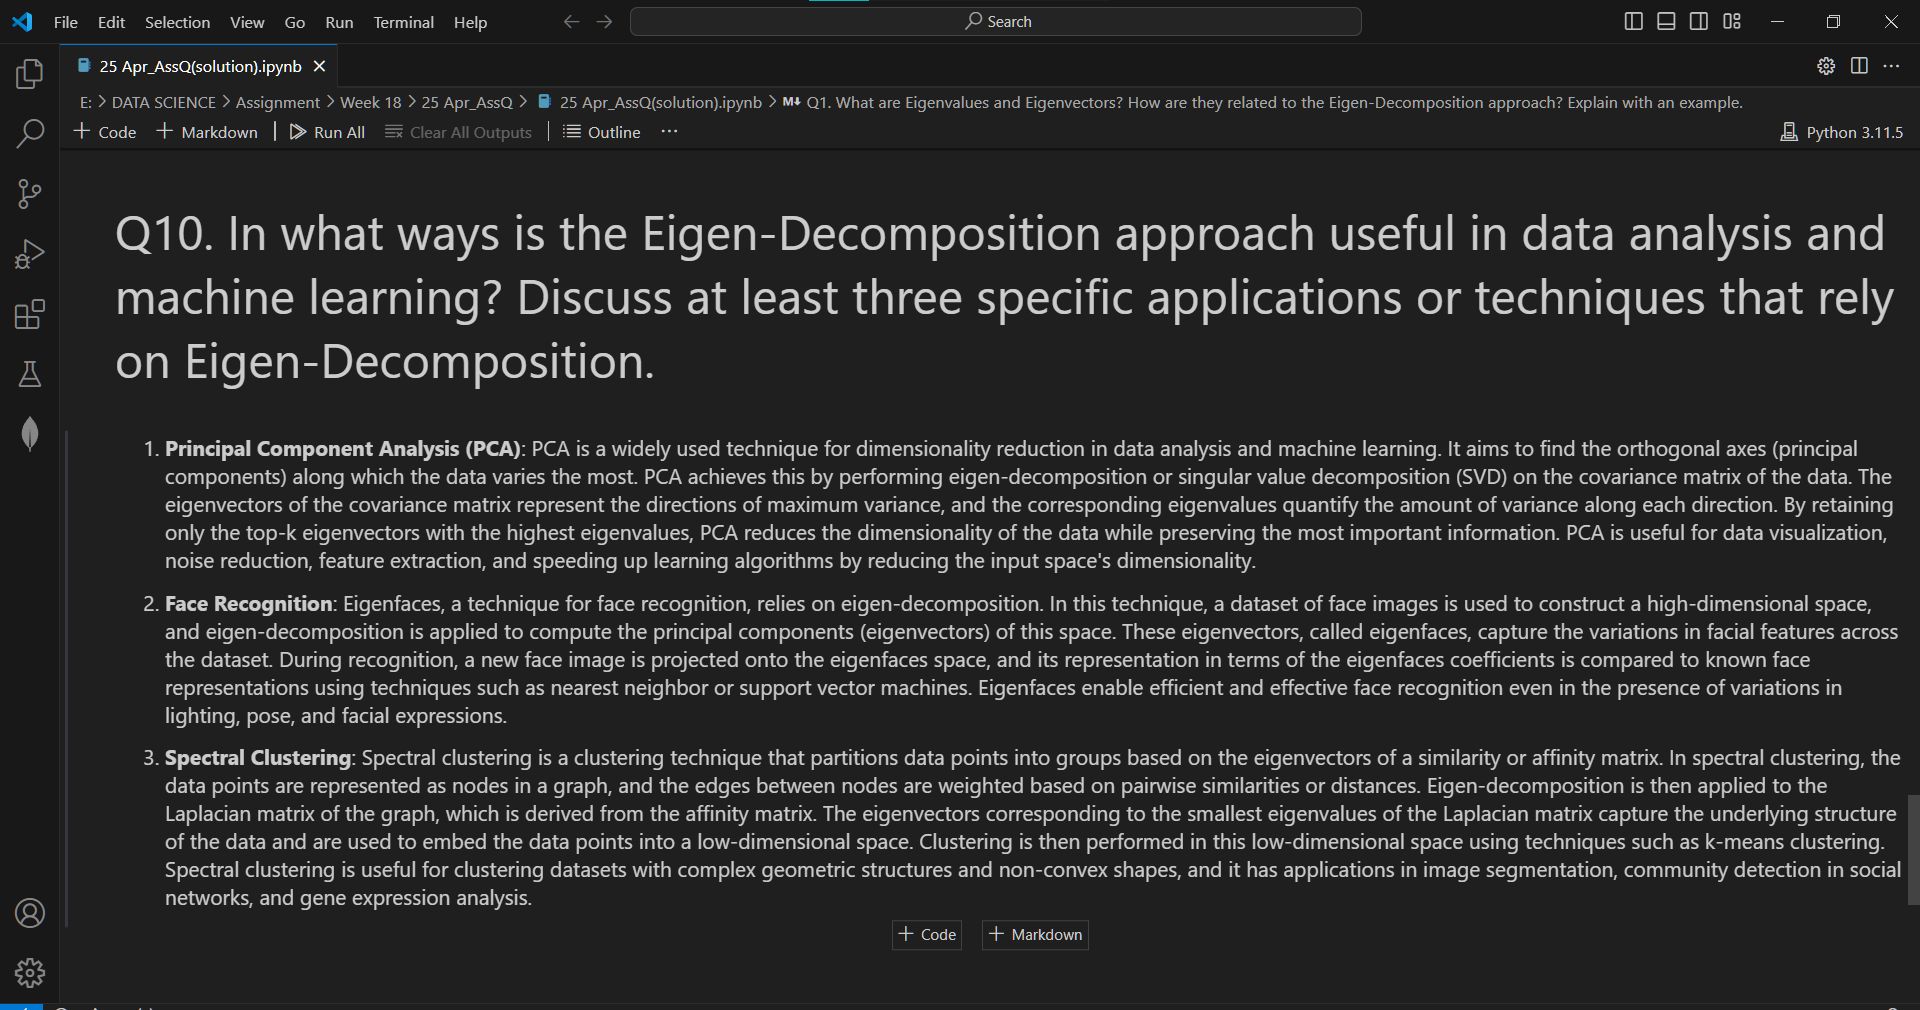 File Edit Selection View Go Run Terminal Help Search
25 Apr_AssQ(solution).ipynb
E: > DATA SCIENCE > Assignment > Week 18 > 25 Apr_AssQ > 25 Apr_AssQ(solution).ipynb > M↓ Q1. What are Eigenvalues and Eigenvectors? How are they related to the Eigen-Decomposition approach? Explain with an example.
+ Code + Markdown | Run All Clear All Outputs | Outline ... Python 3.11.5
Q10. In what ways is the Eigen-Decomposition approach useful in data analysis and
machine learning? Discuss at least three specific applications or techniques that rely
on Eigen-Decomposition.
1. Principal Component Analysis (PCA): PCA is a widely used technique for dimensionality reduction in data analysis and machine learning. It aims to find the orthogonal axes (principal
components) along which the data varies the most. PCA achieves this by performing eigen-decomposition or singular value decomposition (SVD) on the covariance matrix of the data. The
eigenvectors of the covariance matrix represent the directions of maximum variance, and the corresponding eigenvalues quantify the amount of variance along each direction. By retaining
only the top-k eigenvectors with the highest eigenvalues, PCA reduces the dimensionality of the data while preserving the most important information. PCA is useful for data visualization,
noise reduction, feature extraction, and speeding up learning algorithms by reducing the input space's dimensionality.
2. Face Recognition: Eigenfaces, a technique for face recognition, relies on eigen-decomposition. In this technique, a dataset of face images is used to construct a high-dimensional space,
and eigen-decomposition is applied to compute the principal components (eigenvectors) of this space. These eigenvectors, called eigenfaces, capture the variations in facial features across
the dataset. During recognition, a new face image is projected onto the eigenfaces space, and its representation in terms of the eigenfaces coefficients is compared to known face
representations using techniques such as nearest neighbor or support vector machines. Eigenfaces enable efficient and effective face recognition even in the presence of variations in
lighting, pose, and facial expressions.
3. Spectral Clustering: Spectral clustering is a clustering technique that partitions data points into groups based on the eigenvectors of a similarity or affinity matrix. In spectral clustering, the
data points are represented as nodes in a graph, and the edges between nodes are weighted based on pairwise similarities or distances. Eigen-decomposition is then applied to the
Laplacian matrix of the graph, which is derived from the affinity matrix. The eigenvectors corresponding to the smallest eigenvalues of the Laplacian matrix capture the underlying structure
of the data and are used to embed the data points into a low-dimensional space. Clustering is then performed in this low-dimensional space using techniques such as k-means clustering.
Spectral clustering is useful for clustering datasets with complex geometric structures and non-convex shapes, and it has applications in image segmentation, community detection in social
networks, and gene expression analysis.
+ Code + Markdown